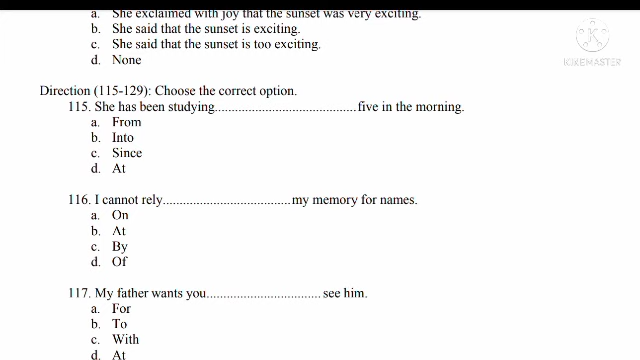 a. She exclaimed with joy that the sunset was very exciting.
b. She said that the sunset is exciting.
c. She said that the sunset is too exciting.
d. None
Direction (115-129): Choose the correct option.
115. She has been studying..........................................five in the morning.
a. From
b. Into
c. Since
d. At
116. I cannot rely......................................my memory for names.
a. On
b. At
c. By
d. Of
117. My father wants you.................................. see him.
a. For
b. To
c. With
d. At
K
KINEMASTER